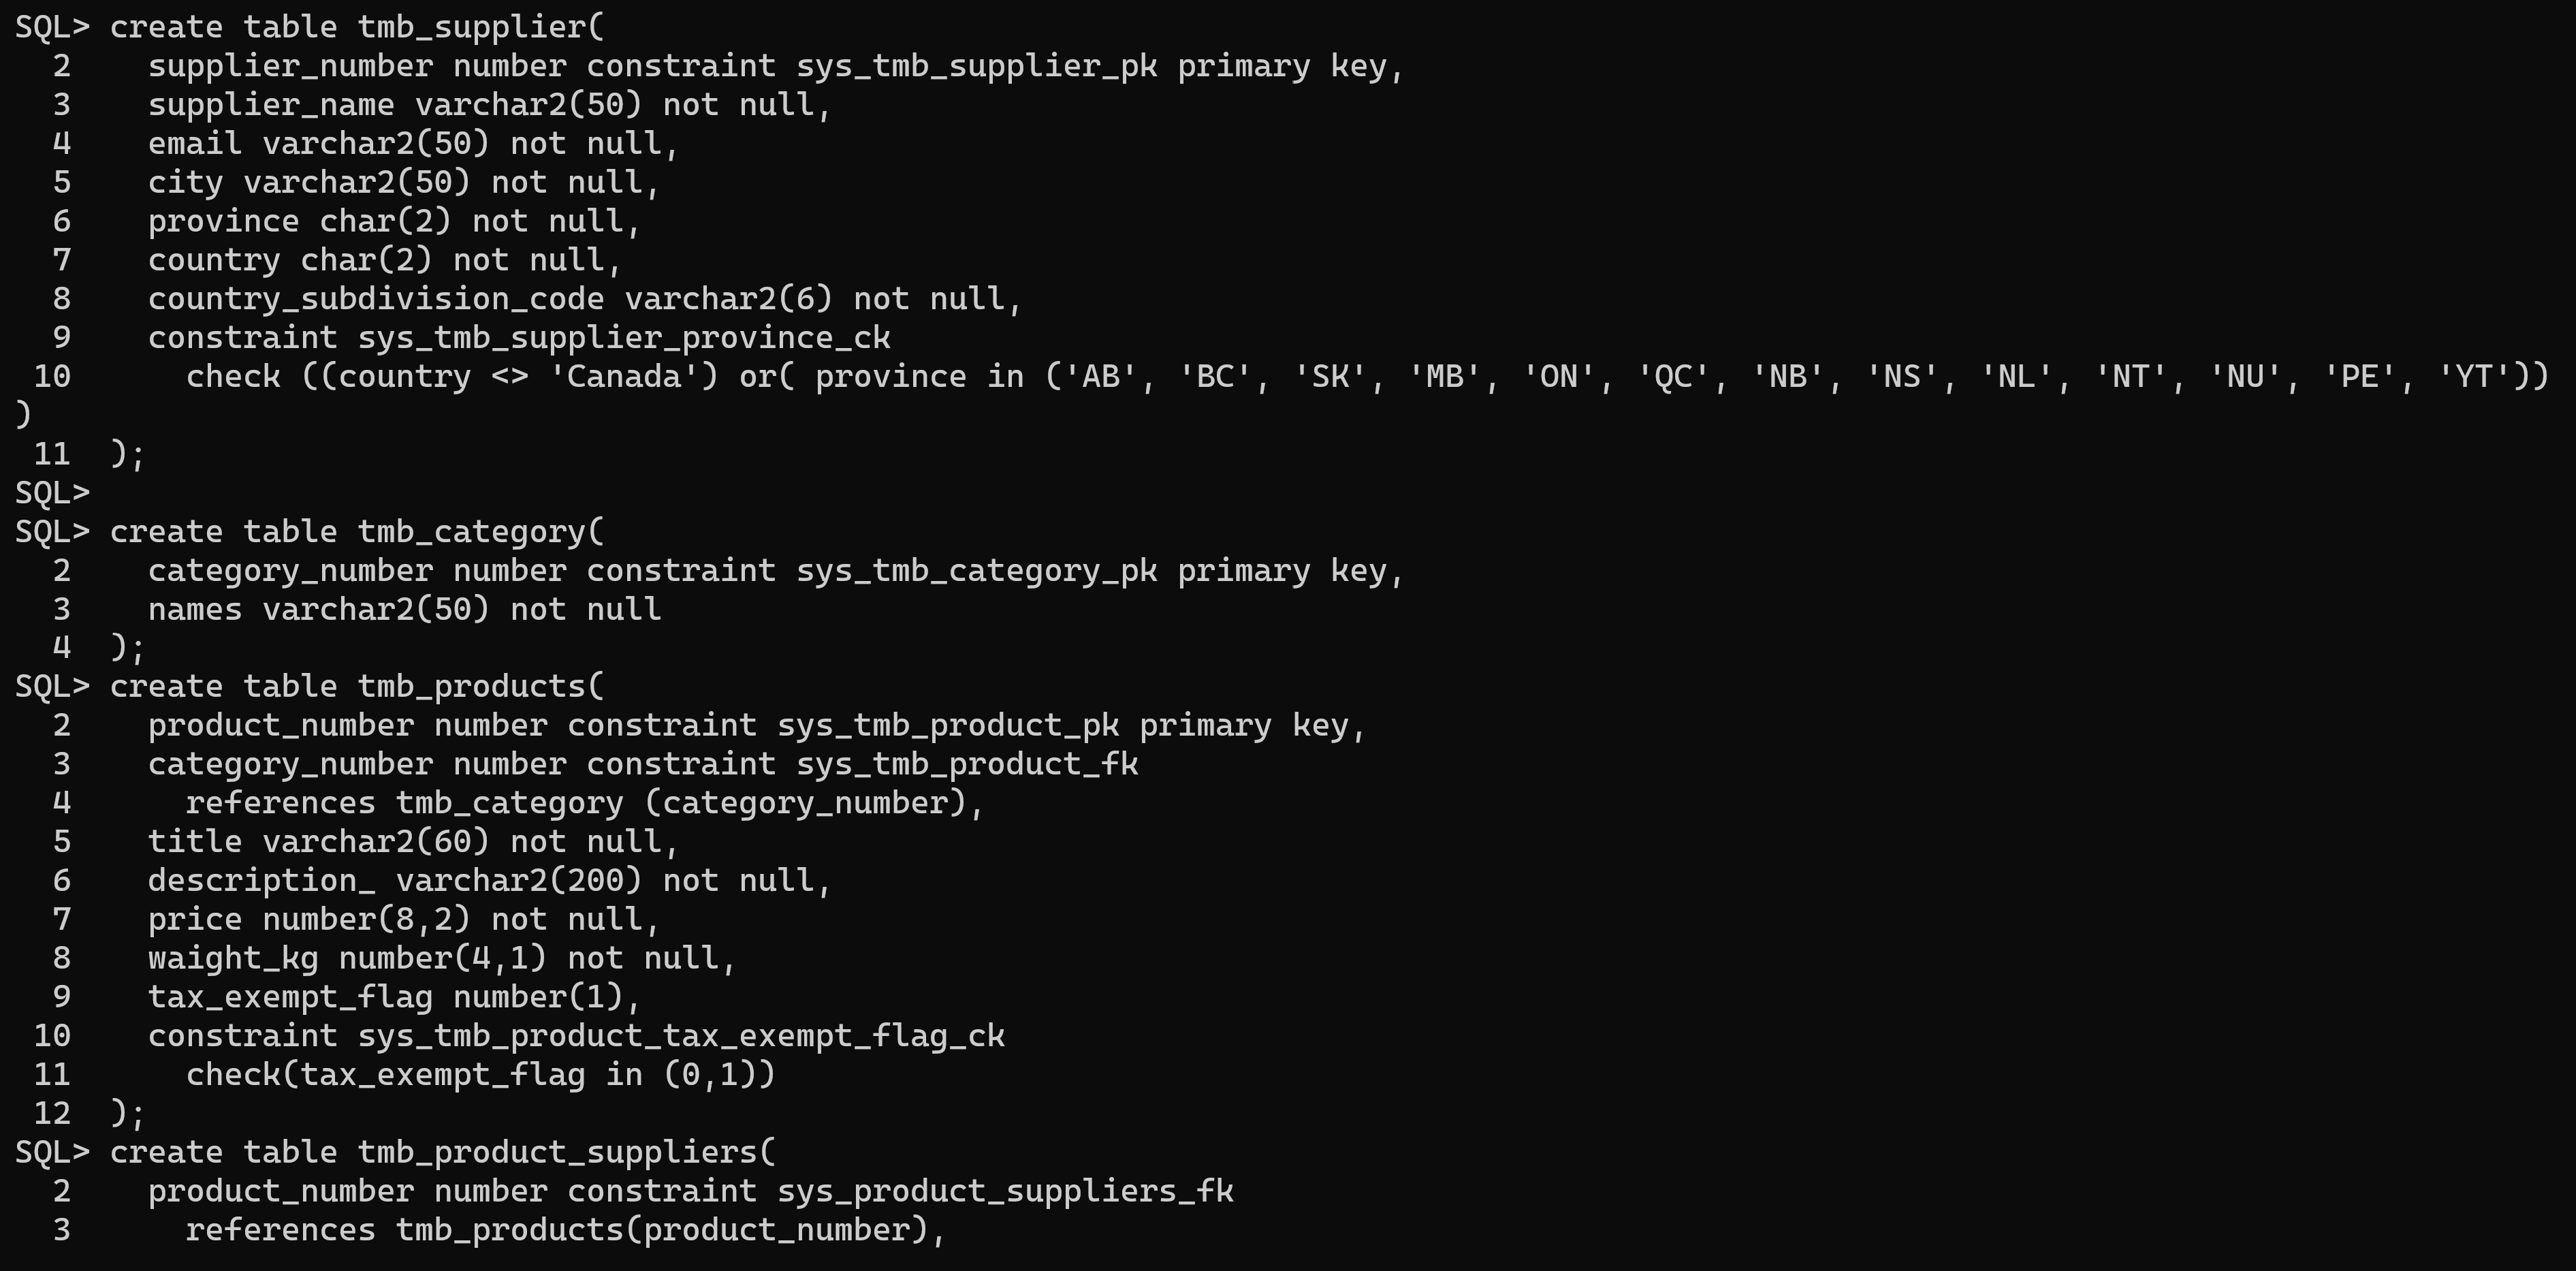 SQL> create table tmb_supplier(
  2    supplier_number number constraint sys_tmb_supplier_pk primary key,
  3    supplier_name varchar2(50) not null,
  4    email varchar2(50) not null,
  5    city varchar2(50) not null,
  6    province char(2) not null,
  7    country char(2) not null,
  8    country_subdivision_code varchar2(6) not null,
  9    constraint sys_tmb_supplier_province_ck
 10      check ((country <> 'Canada') or( province in ('AB', 'BC', 'SK', 'MB', 'ON', 'QC', 'NB', 'NS', 'NL', 'NT', 'NU', 'PE', 'YT'))
)
 11  );
SQL>
SQL> create table tmb_category(
  2    category_number number constraint sys_tmb_category_pk primary key,
  3    names varchar2(50) not null
  4  );
SQL> create table tmb_products(
  2    product_number number constraint sys_tmb_product_pk primary key,
  3    category_number number constraint sys_tmb_product_fk
  4      references tmb_category (category_number),
  5    title varchar2(60) not null,
  6    description_ varchar2(200) not null,
  7    price number(8,2) not null,
  8    waight_kg number(4,1) not null,
  9    tax_exempt_flag number(1),
 10    constraint sys_tmb_product_tax_exempt_flag_ck
 11      check(tax_exempt_flag in (0,1))
 12  );
SQL> create table tmb_product_suppliers(
  2    product_number number constraint sys_product_suppliers_fk
  3      references tmb_products(product_number),